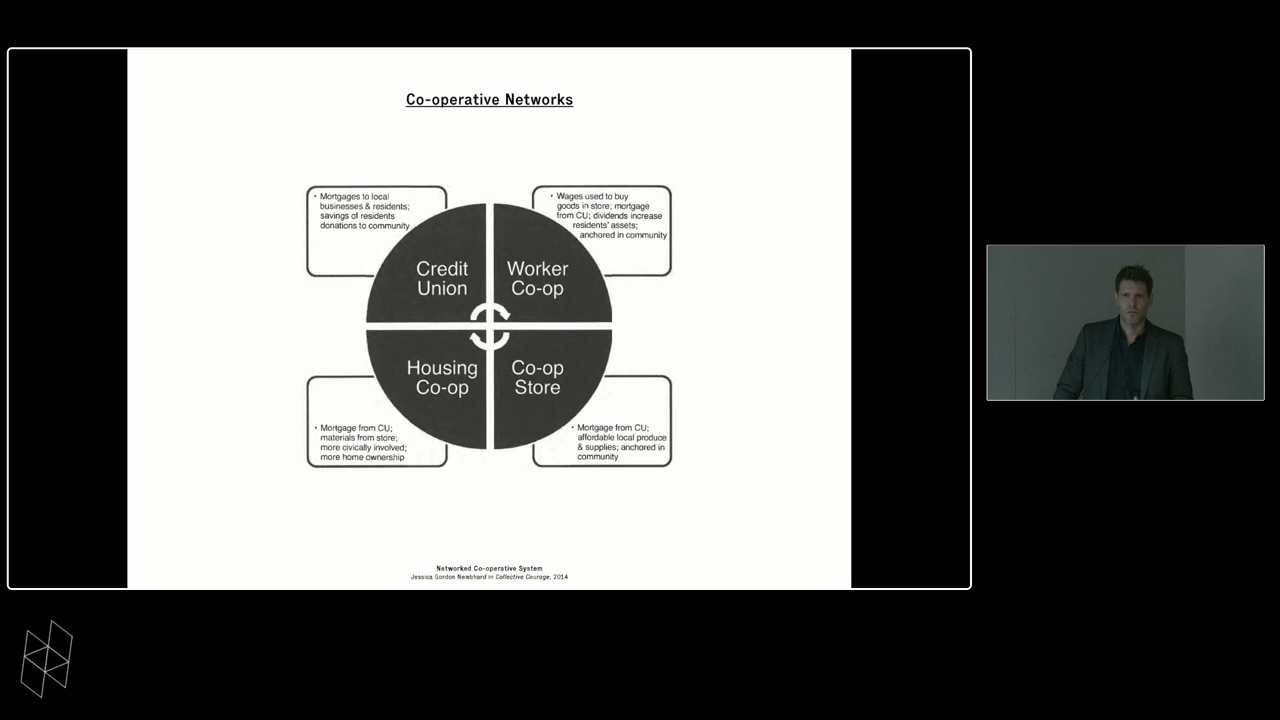 Co-operative Networks
• Mortgages to local
businesses & residents;
savings of residents
donations to community
• Wages used to buy
goods in store; mortgage
from CU; dividends increase
residents' assets;
anchored in community
Credit
Union
Worker
Co-op
Housing
Co-op
Co-op
Store
• Mortgage from CU;
materials from store;
more civically involved;
more home ownership
• Mortgage from CU;
affordable local produce
& supplies; anchored in
community
Networked Co-operative System
Jessica Gordon Nembhard in Collective Courage, 2014